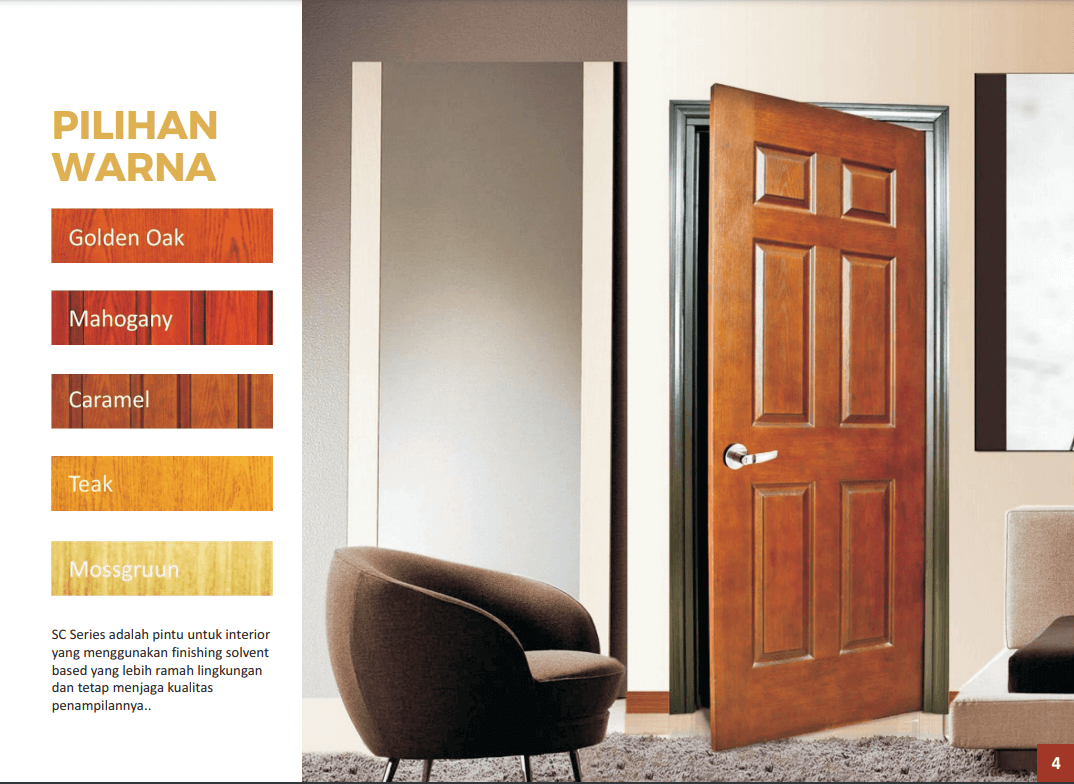 PILIHAN
WARNA
Golden Oak
Mahogany
Caramel
Teak
Mossgruun
SC Series adalah pintu untuk interior
yang menggunakan finishing solvent
based yang lebih ramah lingkungan
dan tetap menjaga kualitas
penampilannya..
4